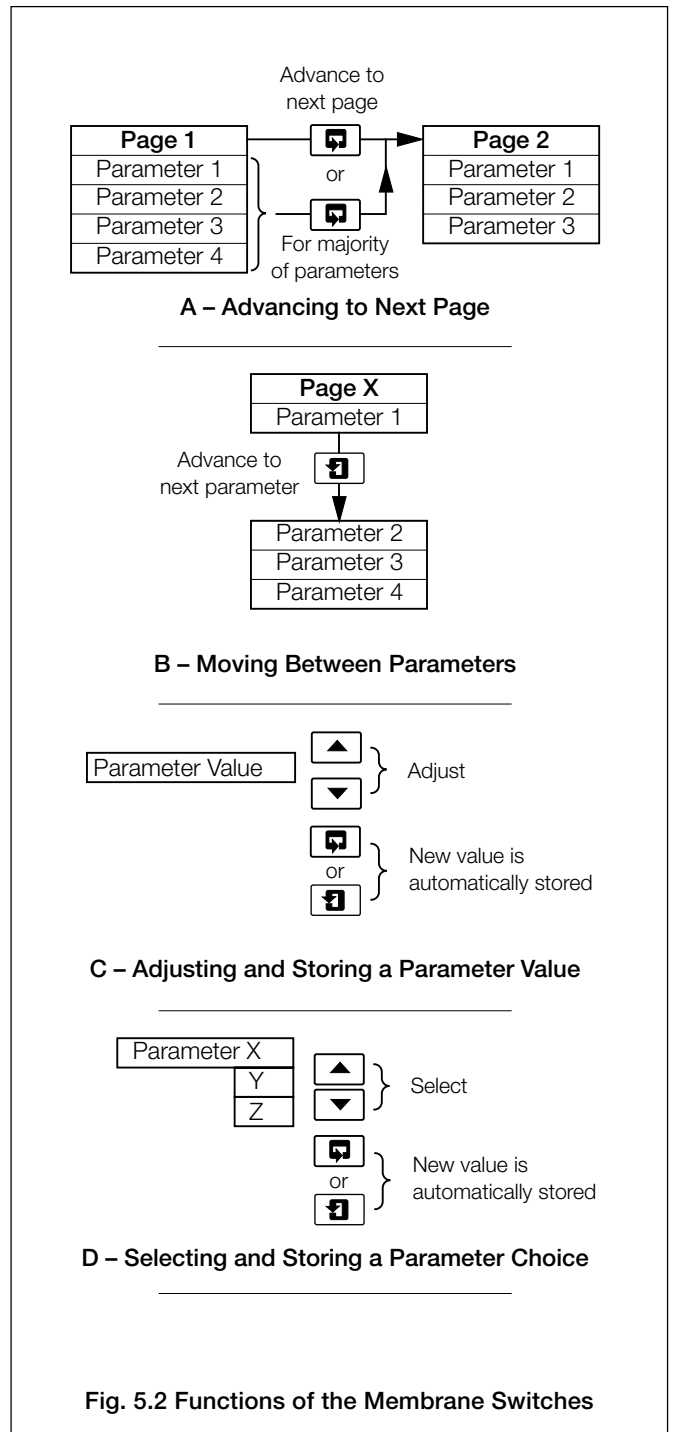 Advance to
next page
Page 1
Parameter 1
Parameter 2
Parameter 3
Parameter 4
or
For majority
of parameters
Page 2
Parameter 1
Parameter 2
Parameter 3
A – Advancing to Next Page
Page X
Parameter 1
Advance to
next parameter
Parameter 2
Parameter 3
Parameter 4
B – Moving Between Parameters
Parameter Value
Adjust
or
New value is
automatically stored
C – Adjusting and Storing a Parameter Value
Parameter X
Y
Z
Select
or
New value is
automatically stored
D – Selecting and Storing a Parameter Choice
Fig. 5.2 Functions of the Membrane Switches